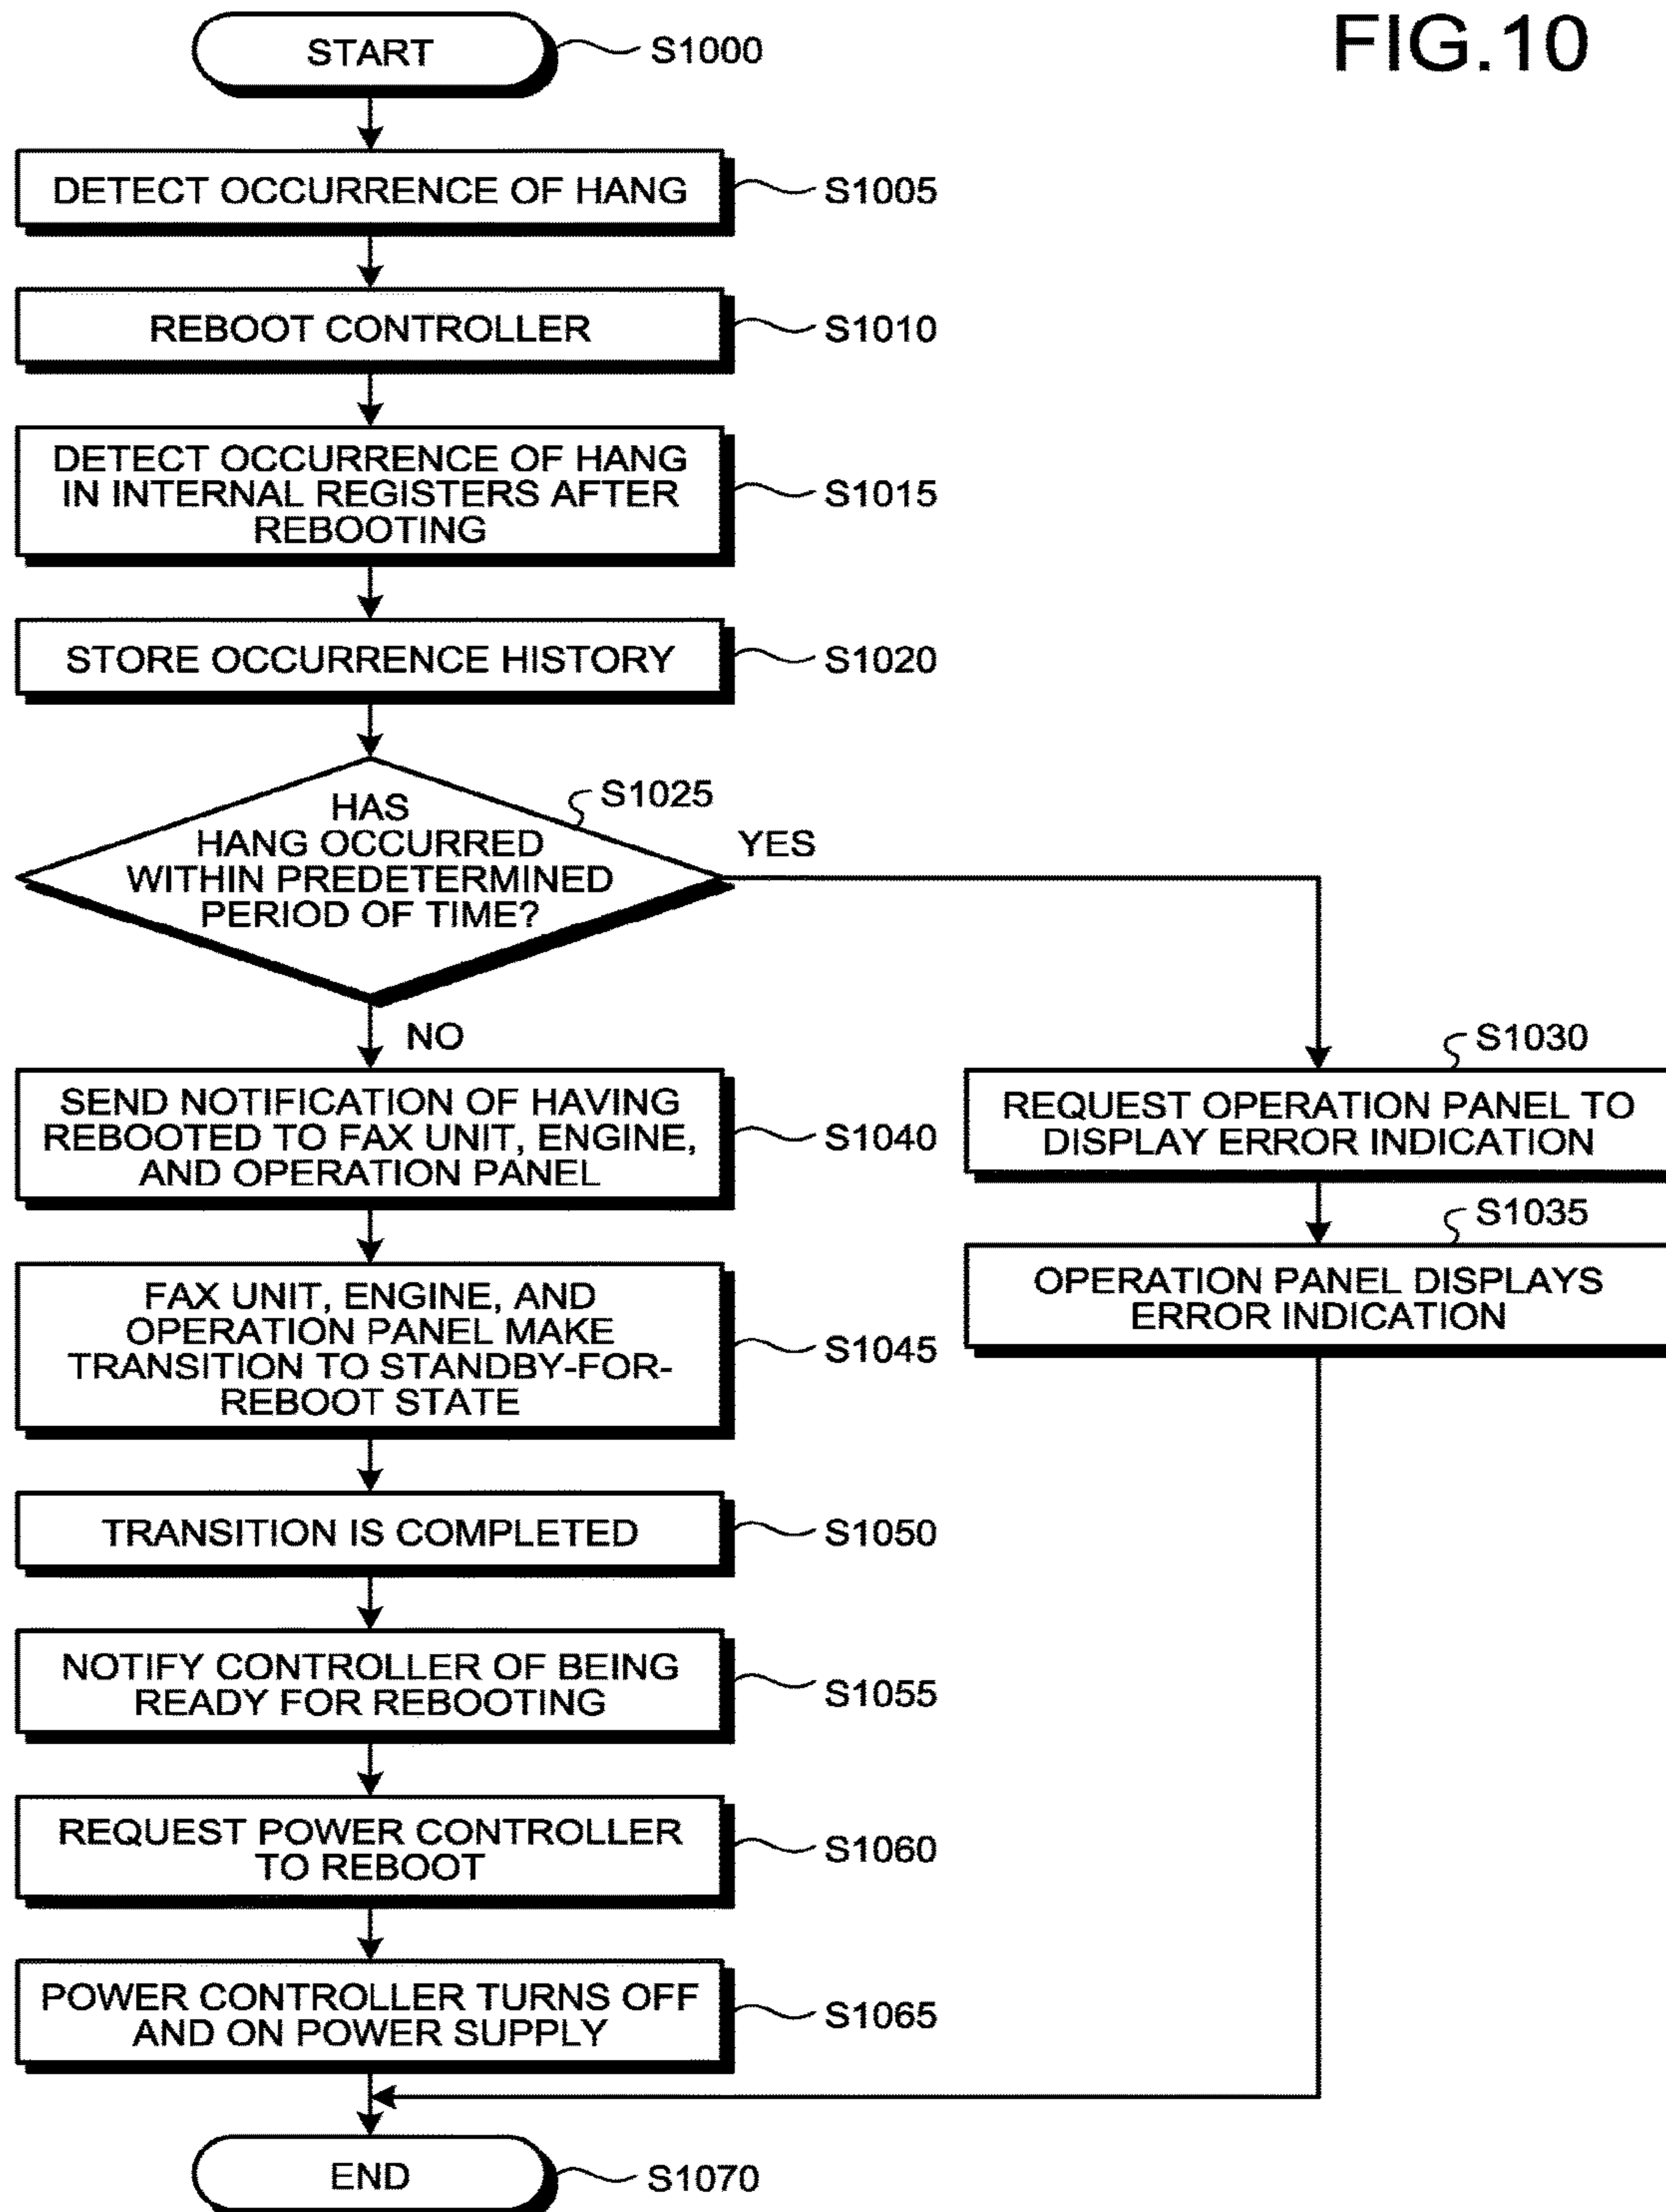 FIG.10
START
S1000
DETECT OCCURRENCE OF HANG
S1005
REBOOT CONTROLLER
S1010
DETECT OCCURRENCE OF HANG
IN INTERNAL REGISTERS AFTER
REBOOTING
S1015
STORE OCCURRENCE HISTORY
S1020
HAS
HANG OCCURRED
WITHIN PREDETERMINED
PERIOD OF TIME?
S1025
YES
NO
S1030
REQUEST OPERATION PANEL TO
DISPLAY ERROR INDICATION
S1035
OPERATION PANEL DISPLAYS
ERROR INDICATION
SEND NOTIFICATION OF HAVING
REBOOTED TO FAX UNIT, ENGINE,
AND OPERATION PANEL
S1040
FAX UNIT, ENGINE, AND
OPERATION PANEL MAKE
TRANSITION TO STANDBY-FOR-
REBOOT STATE
S1045
TRANSITION IS COMPLETED
S1050
NOTIFY CONTROLLER OF BEING
READY FOR REBOOTING
S1055
REQUEST POWER CONTROLLER
TO REBOOT
S1060
POWER CONTROLLER TURNS OFF
AND ON POWER SUPPLY
S1065
END
S1070